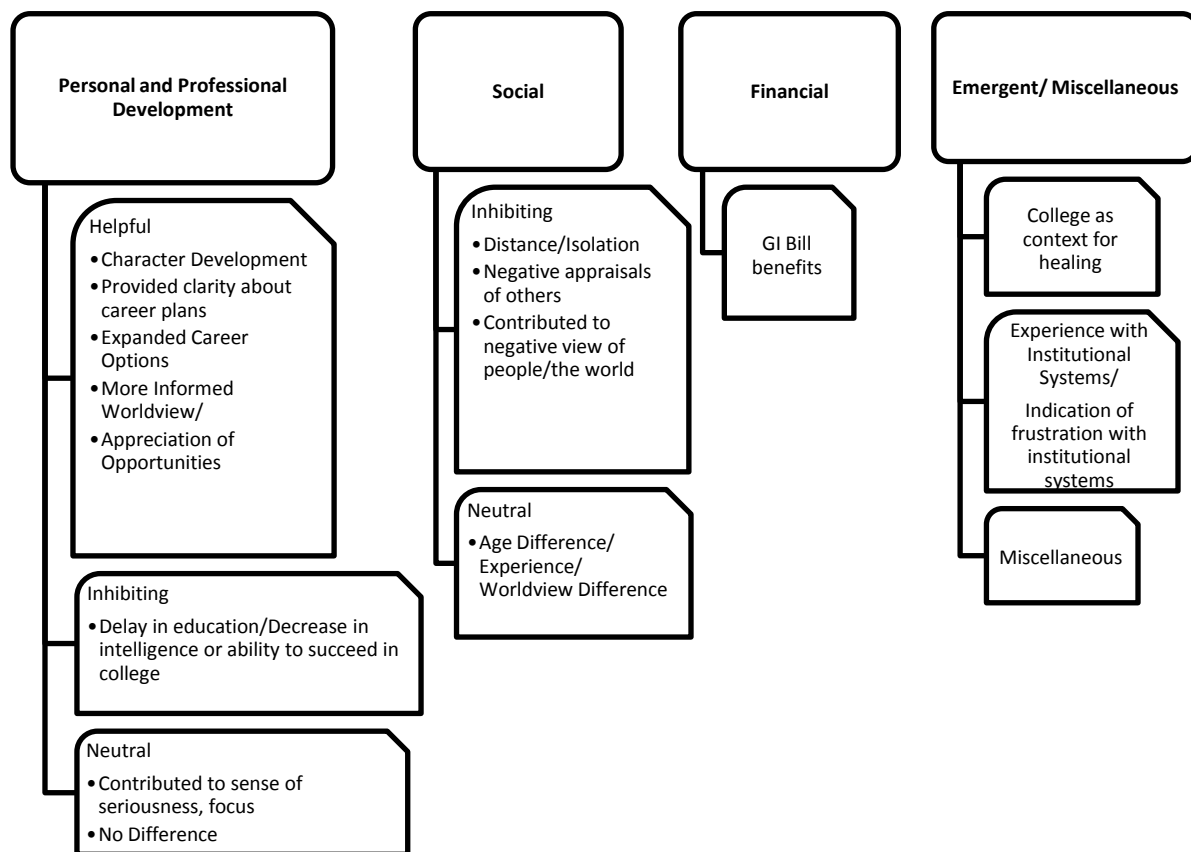 Personal and Professional
Development
Helpful
•Character Development
•Provided clarity about
career plans
•Expanded Career
Options
•More Informed
Worldview/
•Appreciation of
Opportunities
Inhibiting
•Delay in education/Decrease in
intelligence or ability to succeed in
college
Neutral
•Contributed to sense of
seriousness, focus
•No Difference
Social
Inhibiting
•Distance/Isolation
•Negative appraisals
of others
•Contributed to
negative view of
people/the world
Neutral
•Age Difference/
Experience/
Worldview Difference
Financial
GI Bill
benefits
Emergent/ Miscellaneous
College as
context for
healing
Experience with
Institutional
Systems/
Indication of
frustration with
institutional
systems
Miscellaneous